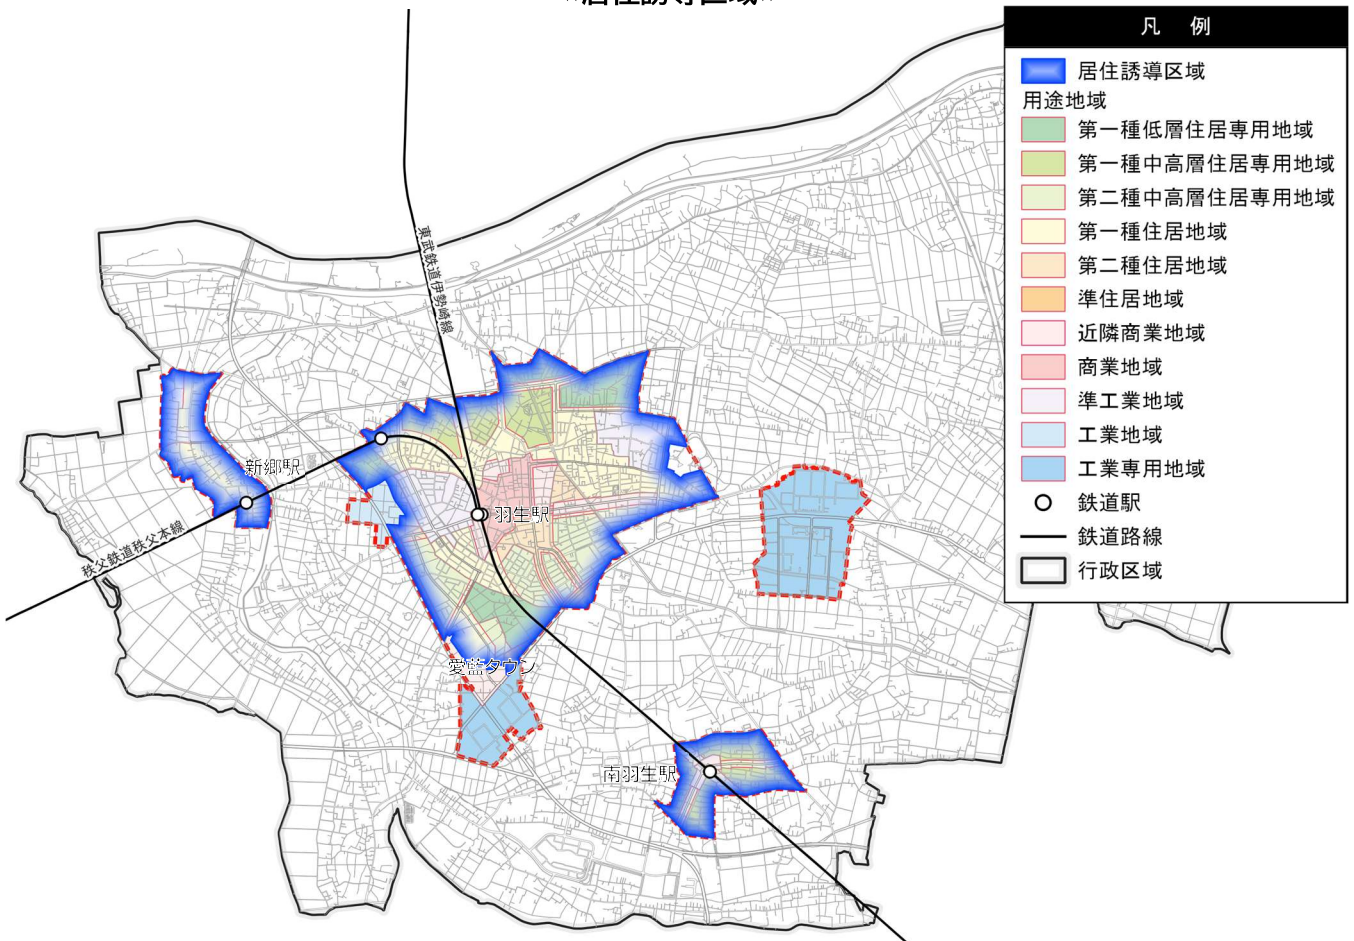 居住誘導区域
凡 例
居住誘導区域
用途地域
第一種低層住居専用地域
第一種中高層住居専用地域
第二種中高層住居専用地域
第一種住居地域
第二種住居地域
準住居地域
近隣商業地域
商業地域
準工業地域
工業地域
工業専用地域
鉄道駅
鉄道路線
行政区域
東武鉄道伊勢崎線
新郷駅
羽生駅
秩父鉄道秩父本線
愛藍タウン
南羽生駅